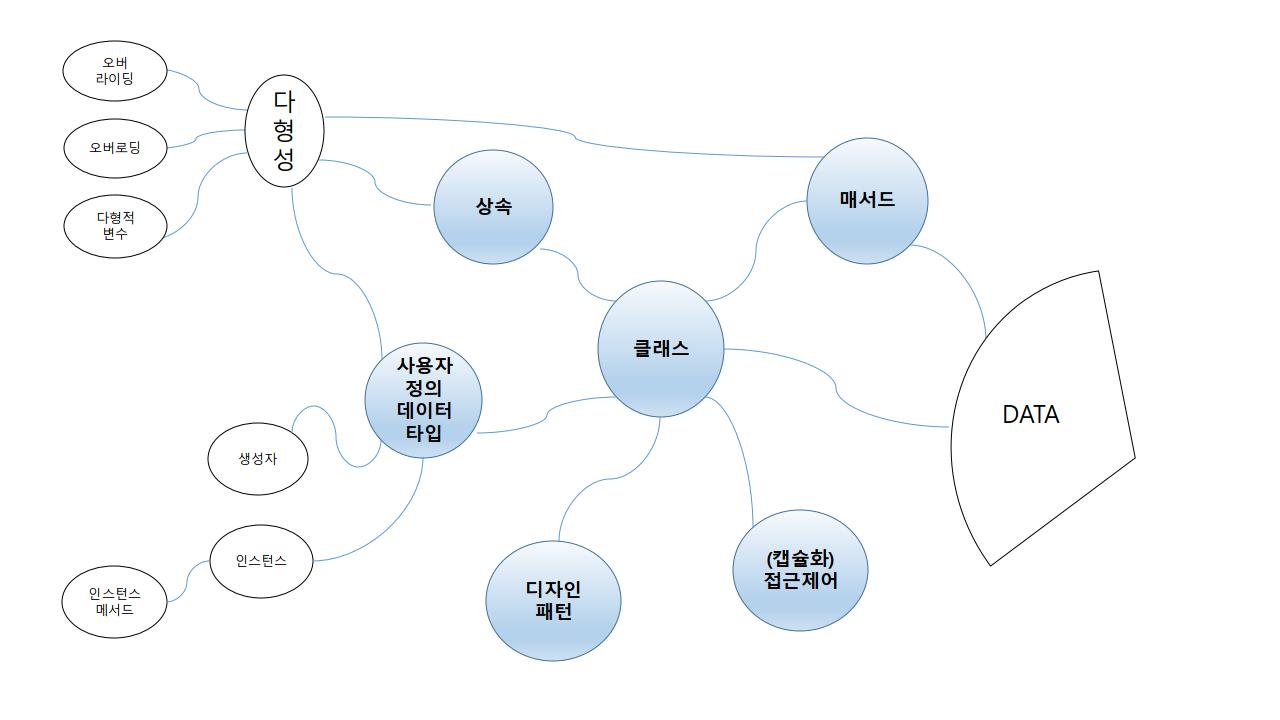 오버
라이딩
오버로딩
다형적
변수
다
형
성
상속
매서드
클래스
DATA
사용자
정의
데이터
타입
생성자
인스턴스
인스턴스
메서드
디자인
패턴
(캡슐화)
접근제어